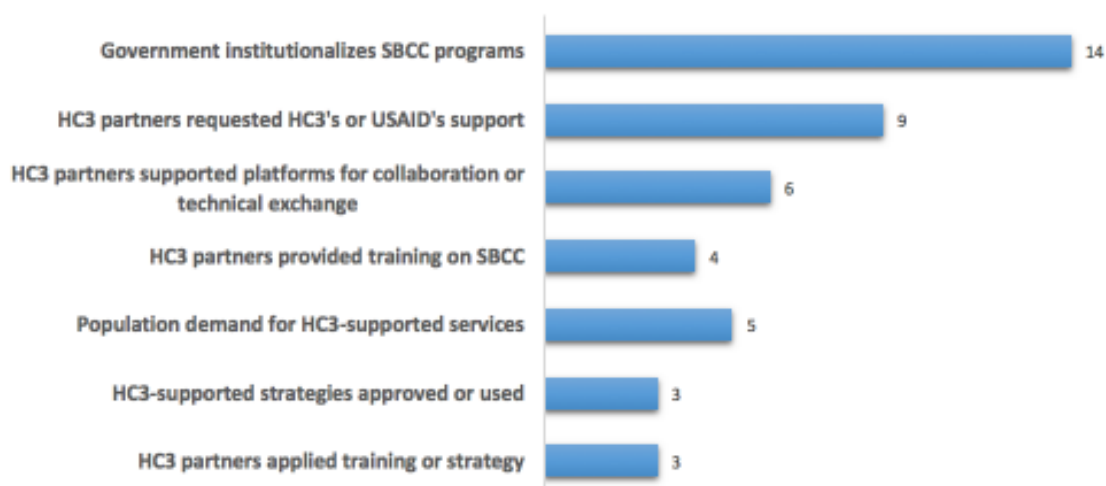 Government institutionalizes SBCC programs 14
HC3 partners requested HC3's or USAID's support 9
HC3 partners supported platforms for collaboration or
technical exchange 6
HC3 partners provided training on SBCC 4
Population demand for HC3-supported services 5
HC3-supported strategies approved or used 3
HC3 partners applied training or strategy 3